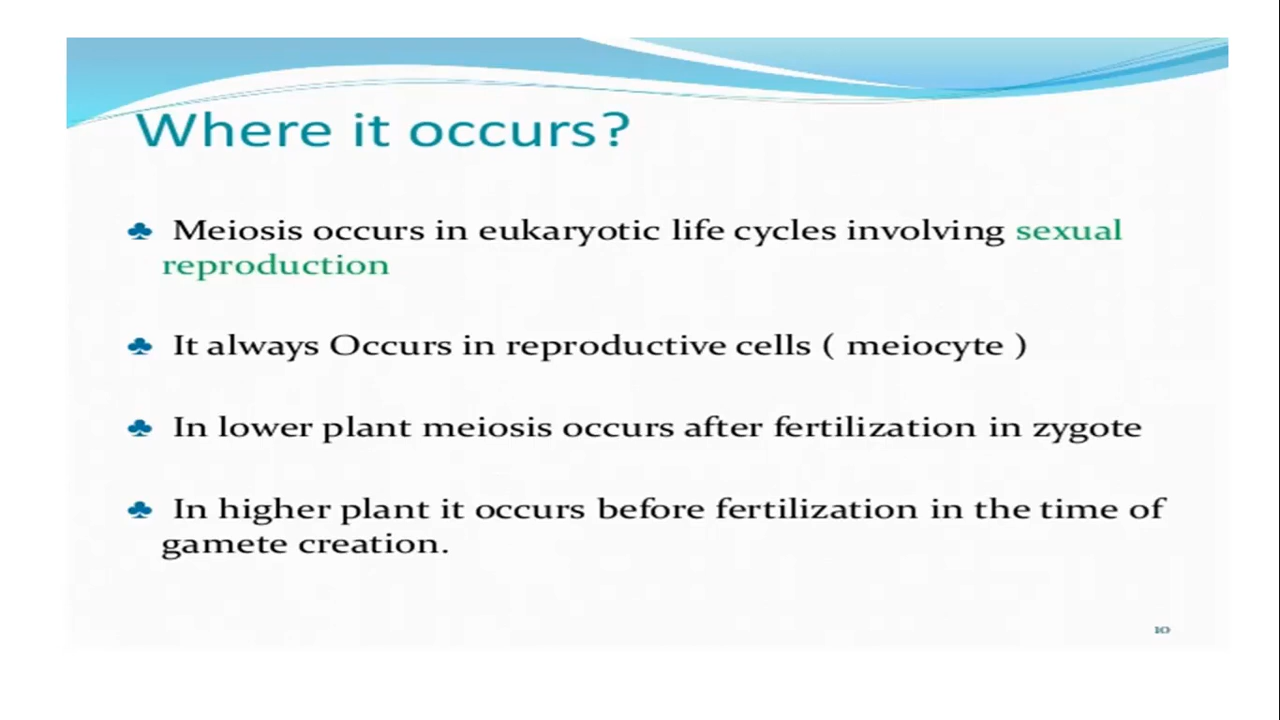 Where it occurs?
♣ Meiosis occurs in eukaryotic life cycles involving sexual
reproduction
♣ It always Occurs in reproductive cells ( meiocyte )
♣ In lower plant meiosis occurs after fertilization in zygote
♣ In higher plant it occurs before fertilization in the time of
gamete creation.
10